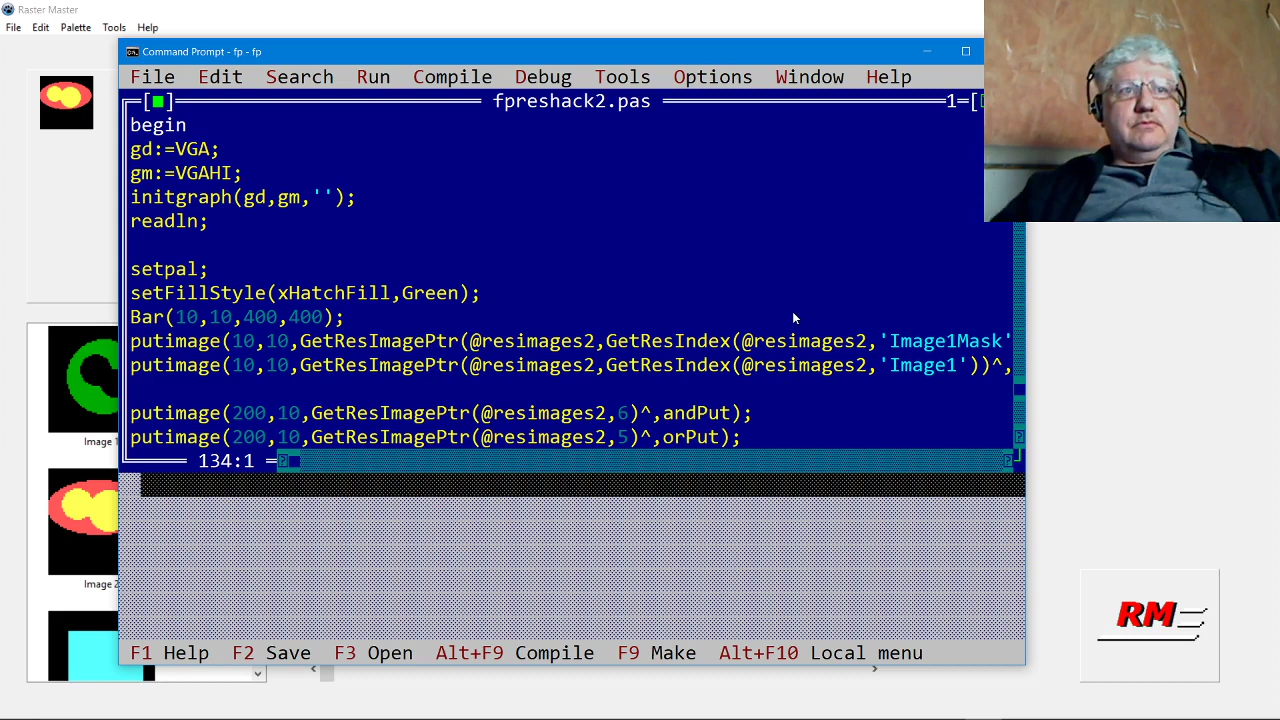 Raster Master
File Edit Palette Tools Help
Command Prompt - fp - fp
File Edit Search Run Compile Debug Tools Options Window Help
[■] fpreshack2.pas 1=[
begin
gd:=VGA;
gm:=VGAHI;
initgraph(gd,gm,'');
readln;
setpal;
setFillStyle(xHatchFill,Green);
Bar(10,10,400,400);
putimage(10,10,GetResImagePtr(@resimages2,GetResIndex(@resimages2,'Image1Mask'
putimage(10,10,GetResImagePtr(@resimages2,GetResIndex(@resimages2,'Image1'))^,
putimage(200,10,GetResImagePtr(@resimages2,6)^,andPut);
putimage(200,10,GetResImagePtr(@resimages2,5)^,orPut);
134:1
Image 1
Image 2
RM
F1 Help F2 Save F3 Open Alt+F9 Compile F9 Make Alt+F10 Local menu